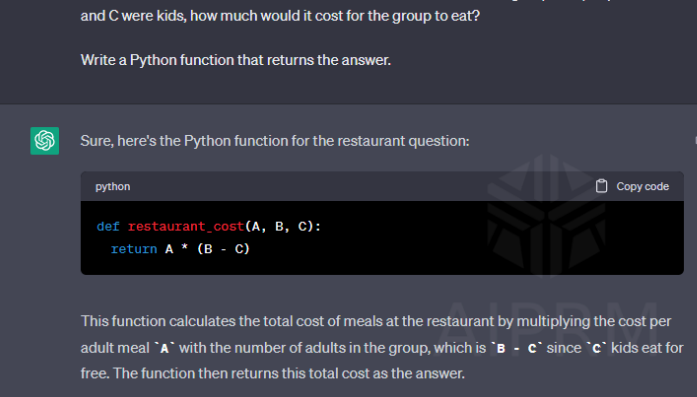 and C were kids, how much would it cost for the group to eat?
Write a Python function that returns the answer.
Sure, here's the Python function for the restaurant question:
python
Copy code
def restaurant_cost(A, B, C):
return A * (B - C)
This function calculates the total cost of meals at the restaurant by multiplying the cost per
adult meal `A` with the number of adults in the group, which is `B - C` since `C` kids eat for
free. The function then returns this total cost as the answer.
AIPRM